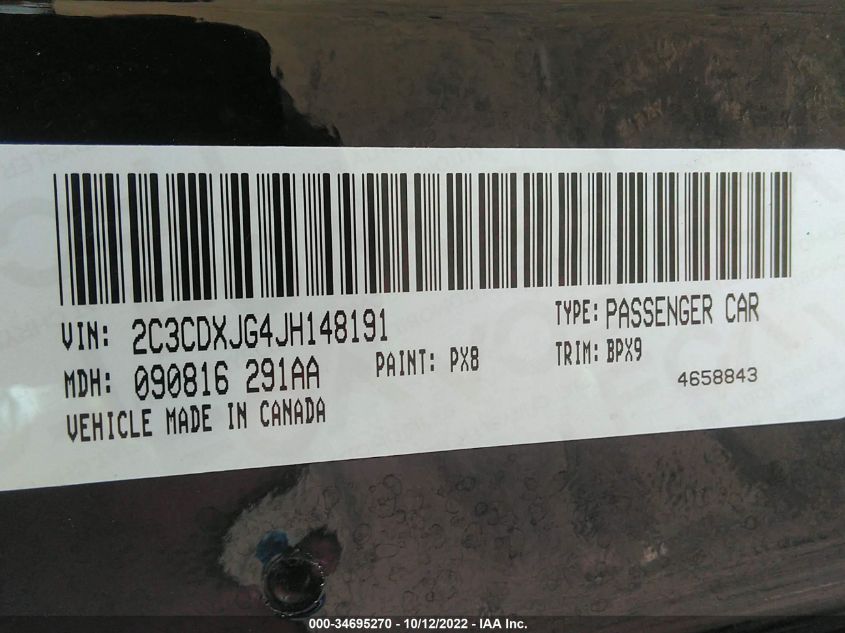 VIN: 2C3CDXJG4JH148191 TYPE: PASSENGER CAR
MDH: 090816 291AA PAINT: PX8 TRIM: BPX9
4658843
VEHICLE MADE IN CANADA
000-34695270 - 10/12/2022 - IAA Inc.